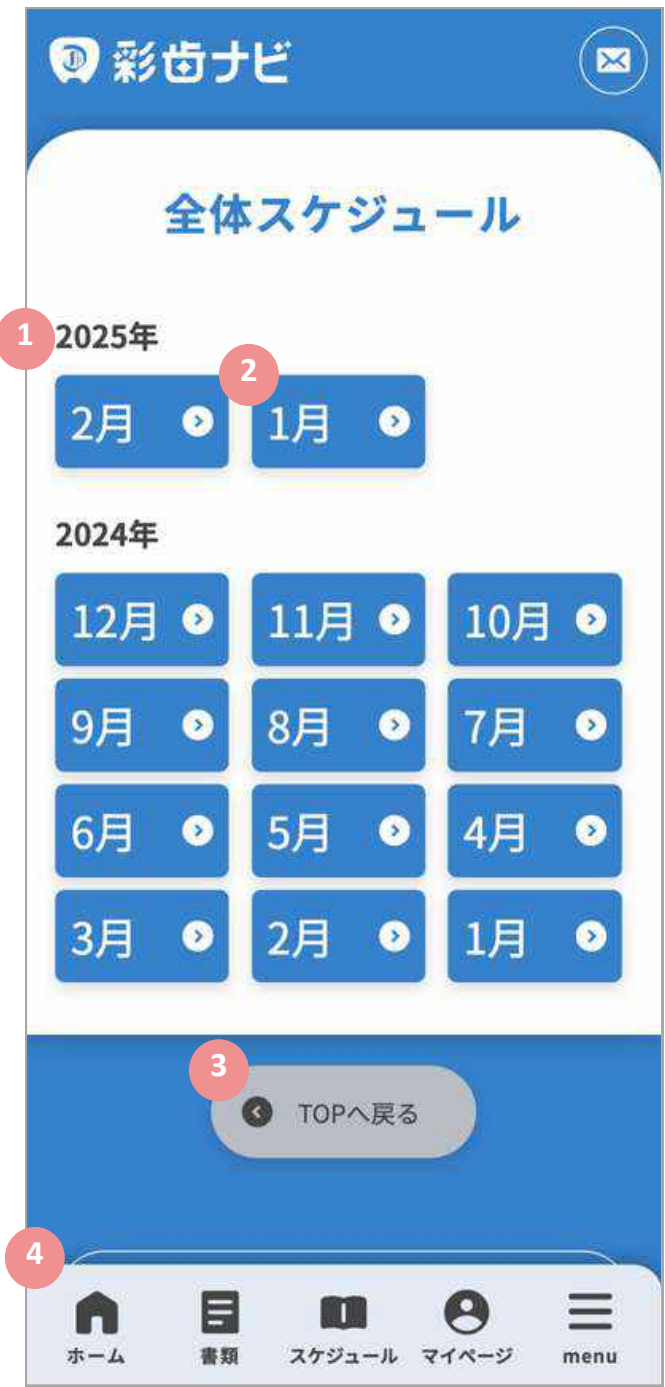 彩歯ナビ
全体スケジュール
1
2025年
2
2月 1月
2024年
12月 11月 10月
9月 8月 7月
6月 5月 4月
3月 2月 1月
3
TOPへ戻る
4
ホーム 書類 スケジュール マイページ menu